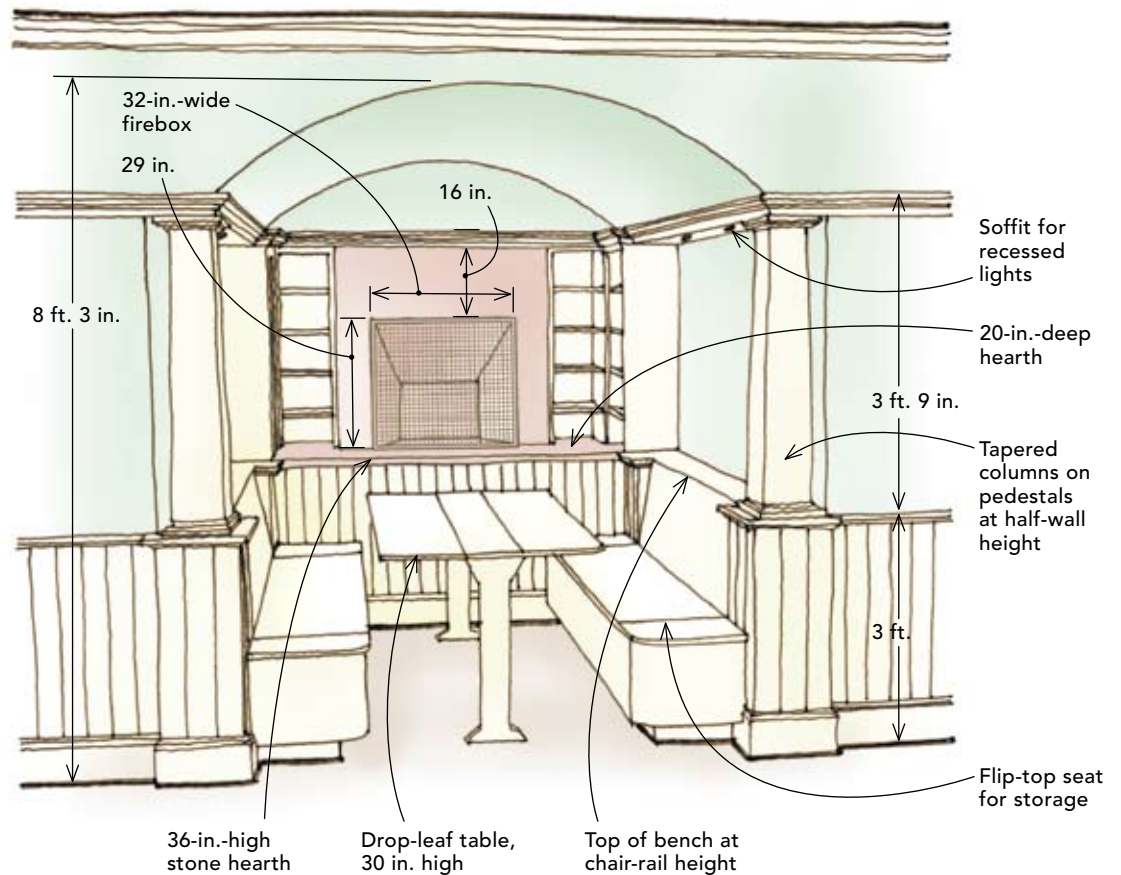 32-in.-wide
firebox
29 in.
16 in.
8 ft. 3 in.
Soffit for
recessed
lights
20-in.-deep
hearth
3 ft. 9 in.
Tapered
columns on
pedestals
at half-wall
height
3 ft.
Flip-top seat
for storage
36-in.-high
stone hearth
Drop-leaf table,
30 in. high
Top of bench at
chair-rail height